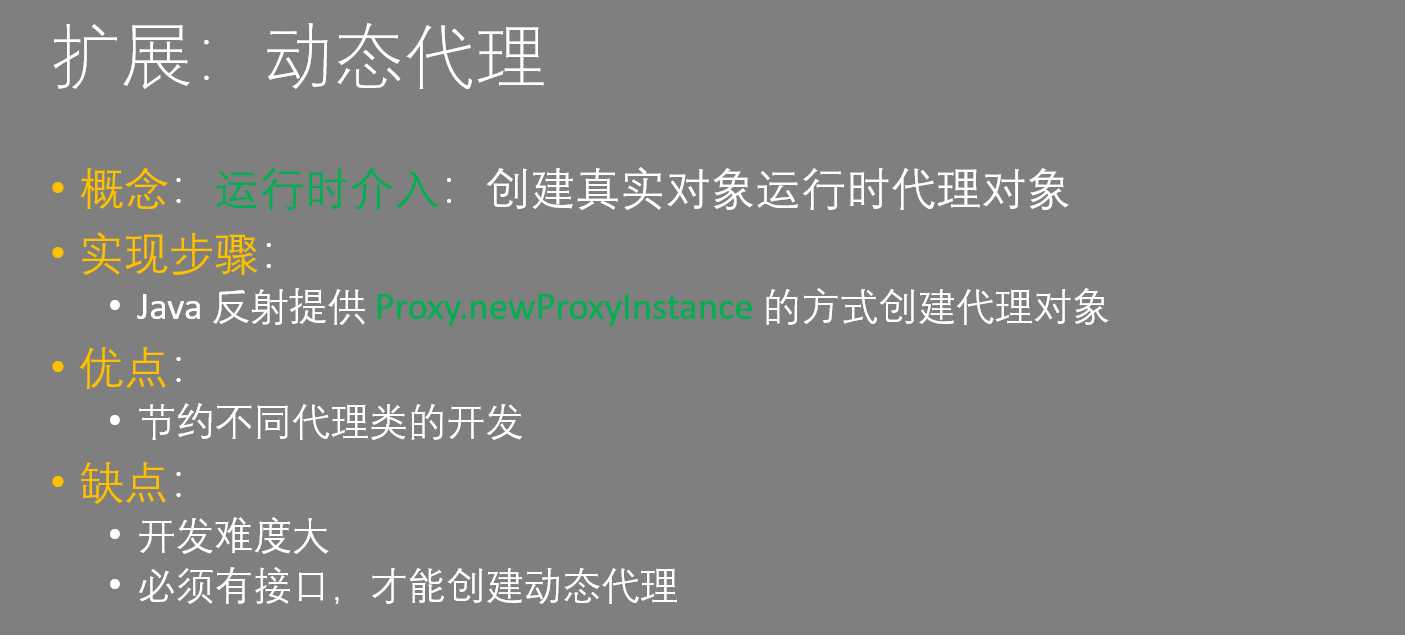 扩展：动态代理
• 概念：运行时介入：创建真实对象运行时代理对象
• 实现步骤：
• Java 反射提供 Proxy.newProxyInstance 的方式创建代理对象
• 优点：
• 节约不同代理类的开发
• 缺点：
• 开发难度大
• 必须有接口，才能创建动态代理